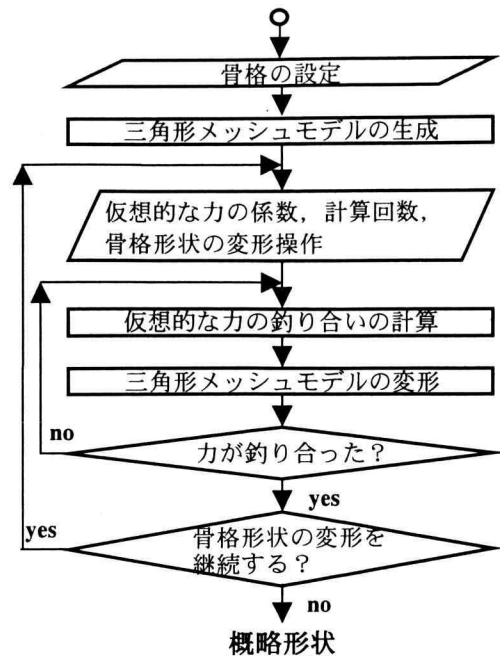 骨格の設定
三角形メッシュモデルの生成
仮想的な力の係数,計算回数,
骨格形状の変形操作
仮想的な力の釣り合いの計算
三角形メッシュモデルの変形
no
力が釣り合った?
yes
yes
骨格形状の変形を
継続する?
no
概略形状